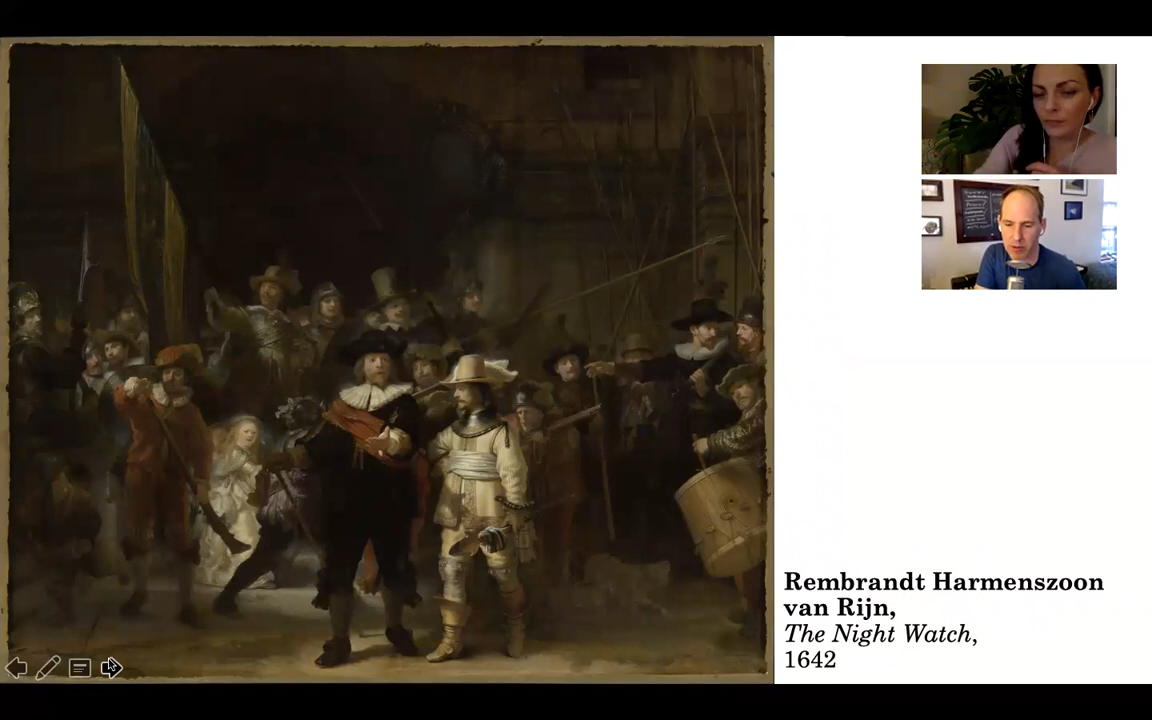 Rembrandt Harmenszoon
van Rijn,
The Night Watch,
1642